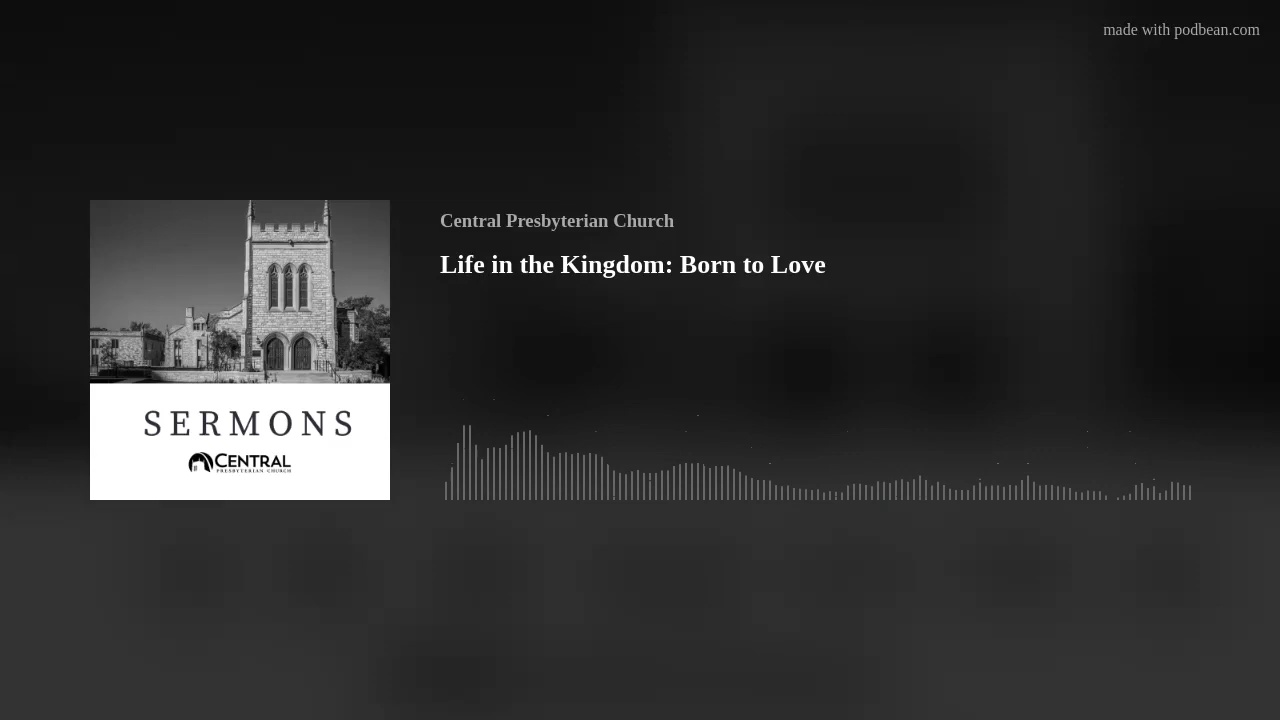 made with podbean.com
Central Presbyterian Church
Life in the Kingdom: Born to Love
SERMONS
CENTRAL
PRESBYTERIAN CHURCH